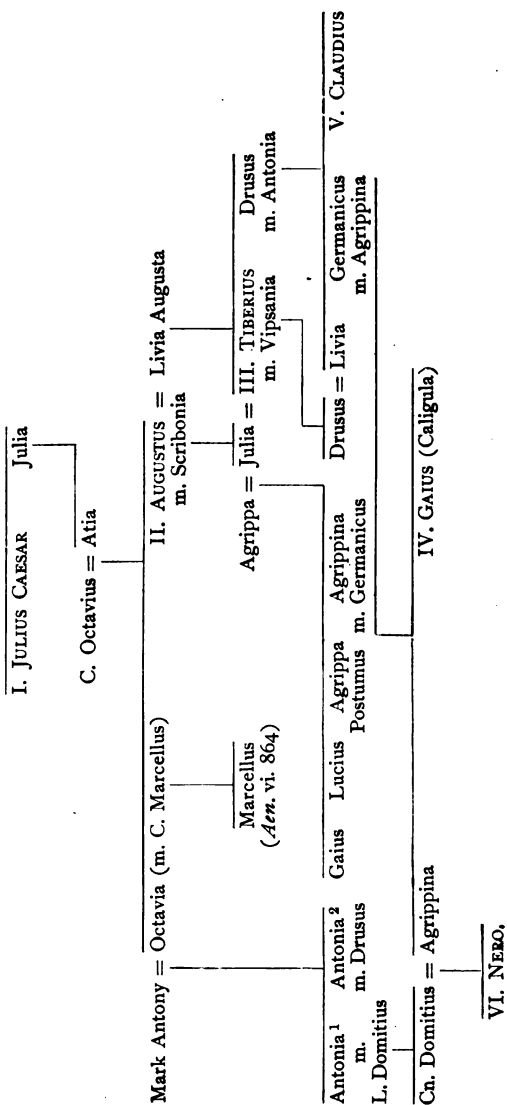 I. JULIUS CAESAR Julia
C. Octavius = Atia
Mark Antony = Octavia (m. C. Marcellus) II. AUGUSTUS = Livia Augusta
m. Scribonia
Marcellus
(Aen. vi. 864)
Agrippa = Julia = III. TIBERIUS Drusus
m. Vipsania m. Antonia
Antonia¹ Antonia² Gaius Lucius Agrippa Agrippina Drusus = Livia Germanicus V. CLAUDIUS
m. m. Drusus Postumus m. Germanicus m. Agrippina
L. Domitius
Cn. Domitius = Agrippina IV. GAIUS (Caligula)
VI. NERO.